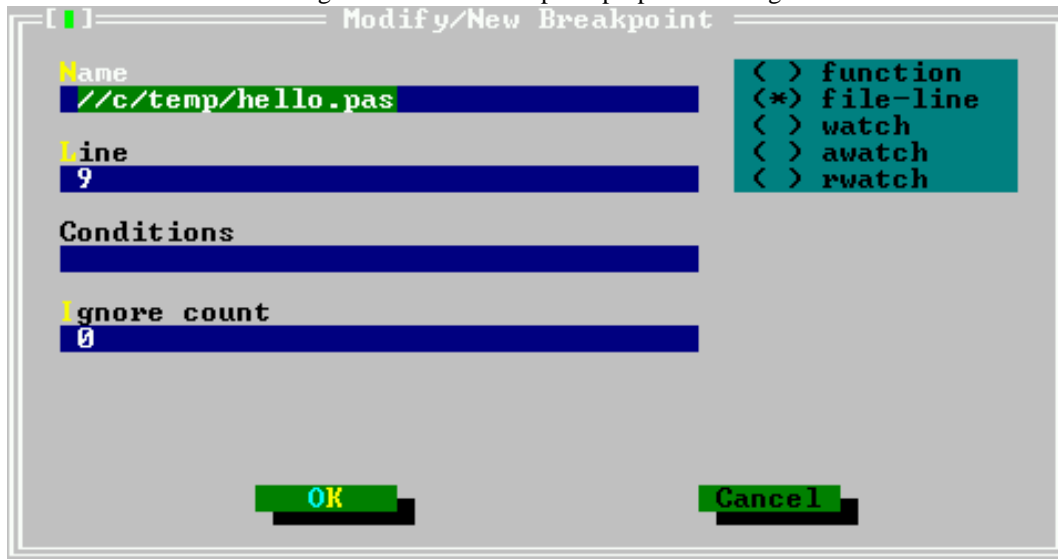 [▮] Modify/New Breakpoint
Name
//c/temp/hello.pas
Line
9
Conditions
Ignore count
0
( ) function
(*) file-line
( ) watch
( ) awatch
( ) rwatch
OK
Cancel